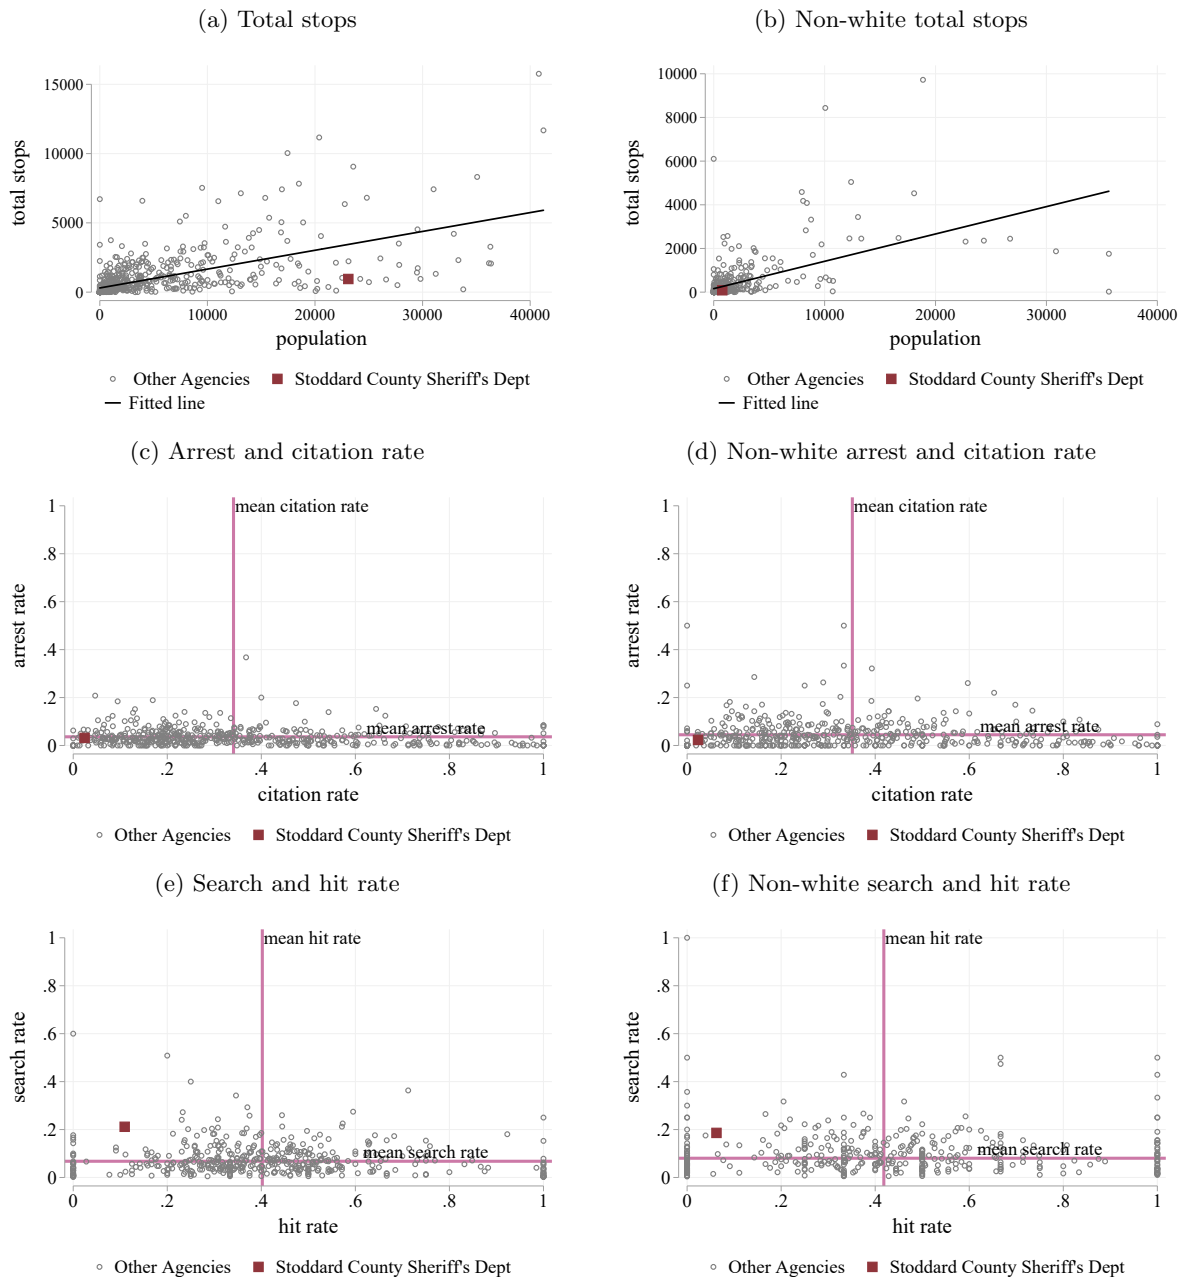 (a) Total stops
(b) Non-white total stops
15000
10000
5000
0
total stops
0
10000
20000
30000
40000
population
Other Agencies
Stoddard County Sheriff's Dept
Fitted line
10000
8000
6000
4000
2000
0
total stops
0
10000
20000
30000
40000
population
Other Agencies
Stoddard County Sheriff's Dept
Fitted line
(c) Arrest and citation rate
(d) Non-white arrest and citation rate
mean citation rate
mean arrest rate
1
.8
.6
.4
.2
0
arrest rate
0
.2
.4
.6
.8
1
citation rate
Other Agencies
Stoddard County Sheriff's Dept
mean citation rate
mean arrest rate
1
.8
.6
.4
.2
0
arrest rate
0
.2
.4
.6
.8
1
citation rate
Other Agencies
Stoddard County Sheriff's Dept
(e) Search and hit rate
(f) Non-white search and hit rate
mean hit rate
mean search rate
1
.8
.6
.4
.2
0
search rate
0
.2
.4
.6
.8
1
hit rate
Other Agencies
Stoddard County Sheriff's Dept
mean hit rate
mean search rate
1
.8
.6
.4
.2
0
search rate
0
.2
.4
.6
.8
1
hit rate
Other Agencies
Stoddard County Sheriff's Dept